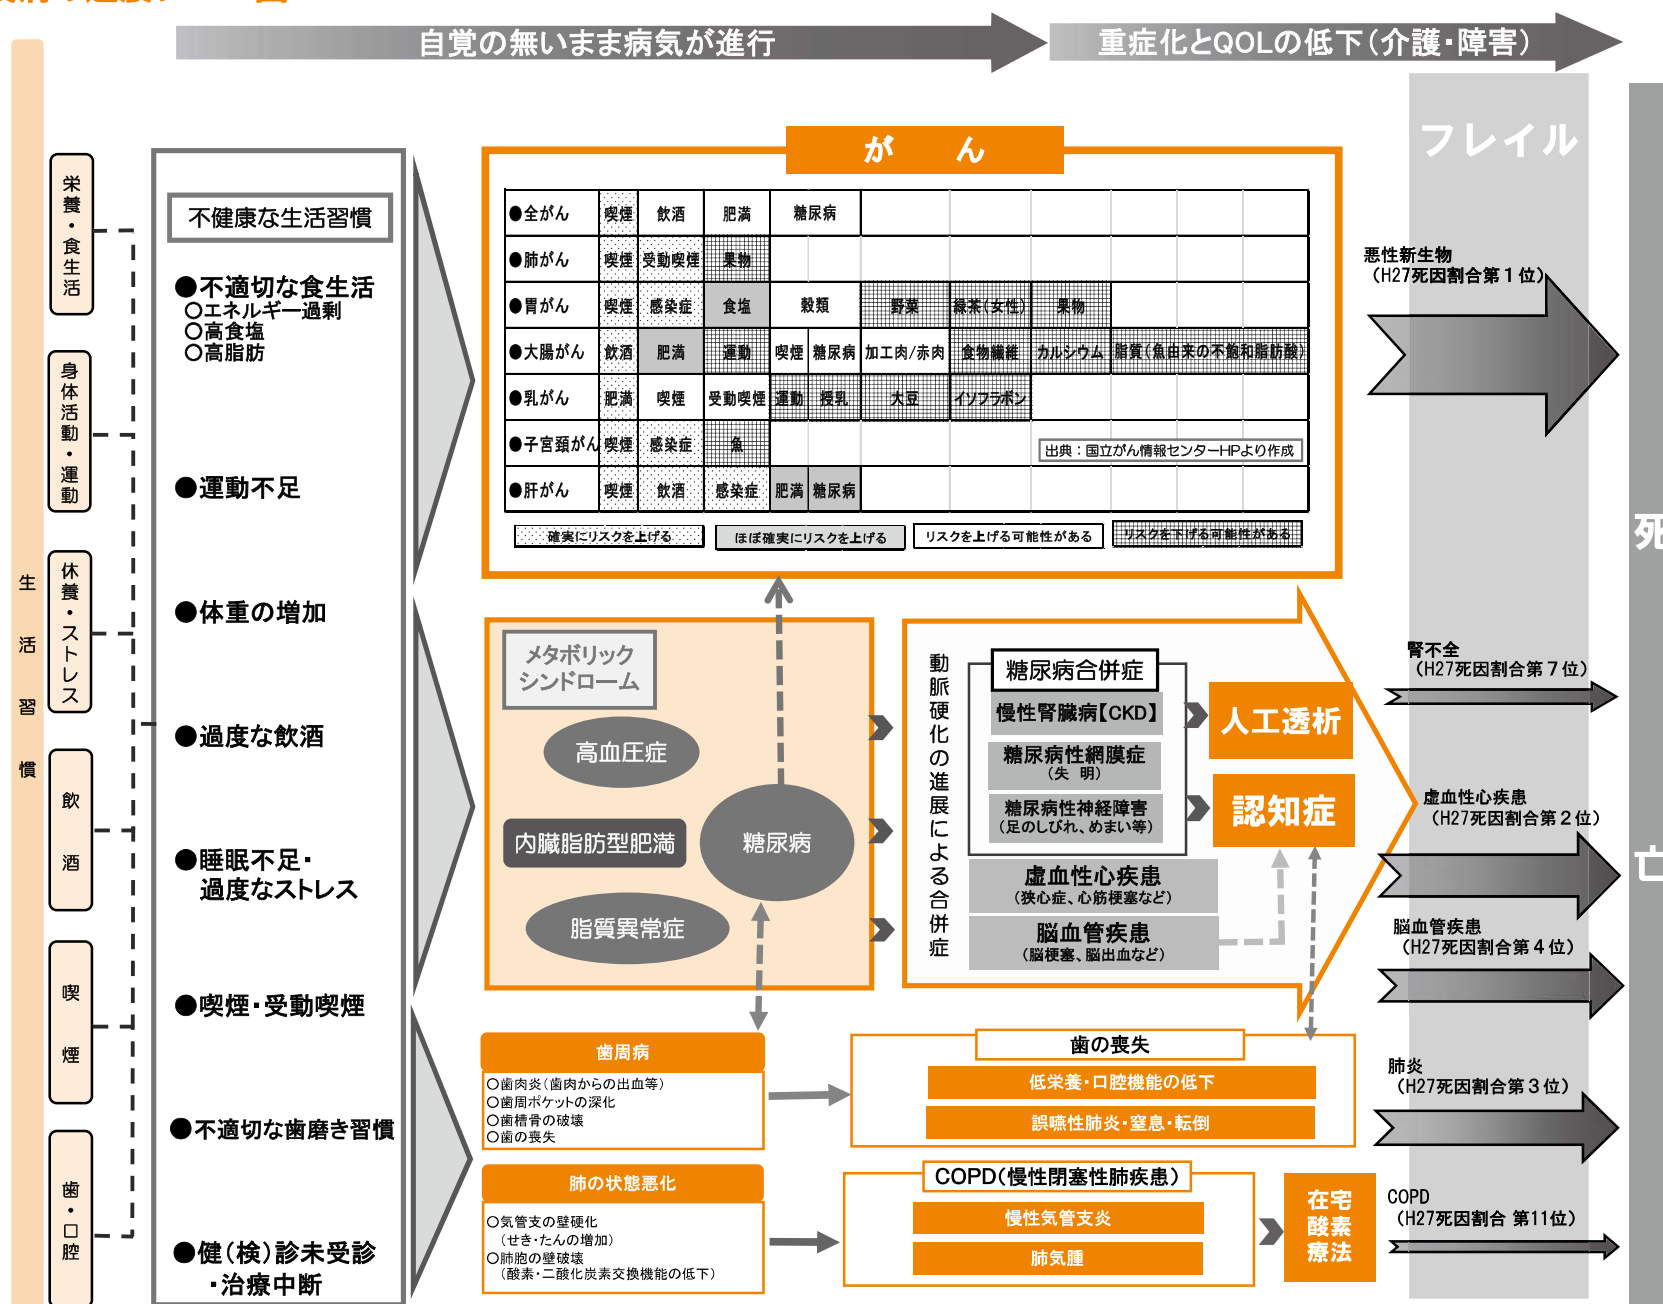 自覚の無いまま病気が進行
重症化とQOLの低下(介護・障害)
フレイル
死
亡
生活習慣
栄養・食生活
身体活動・運動
休養・ストレス
飲酒
喫煙
歯・口腔
不健康な生活習慣
●不適切な食生活
○エネルギー過剰
○高食塩
○高脂肪
●運動不足
●体重の増加
●過度な飲酒
●睡眠不足・
過度なストレス
●喫煙・受動喫煙
●不適切な歯磨き習慣
●健(検)診未受診
・治療中断
がん
●全がん 喫煙 飲酒 肥満 糖尿病
●肺がん 喫煙 受動喫煙 果物
●胃がん 喫煙 感染症 食塩 穀類 野菜 緑茶(女性) 果物
●大腸がん 飲酒 肥満 運動 喫煙 糖尿病 加工肉/赤肉 食物繊維 カルシウム 脂質(魚由来の不飽和脂肪酸)
●乳がん 肥満 喫煙 受動喫煙 運動 授乳 大豆 イソフラボン
●子宮頚がん 喫煙 感染症 魚
出典:国立がん情報センターHPより作成
●肝がん 喫煙 飲酒 感染症 肥満 糖尿病
確実にリスクを上げる
ほぼ確実にリスクを上げる
リスクを上げる可能性がある
リスクを下げる可能性がある
メタボリック
シンドローム
高血圧症
内臓脂肪型肥満
糖尿病
脂質異常症
動脈硬化の進展による合併症
糖尿病合併症
慢性腎臓病【CKD】
糖尿病性網膜症
(失 明)
糖尿病性神経障害
(足のしびれ、めまい等)
虚血性心疾患
(狭心症、心筋梗塞など)
脳血管疾患
(脳梗塞、脳出血など)
人工透析
認知症
歯周病
○歯肉炎(歯肉からの出血等)
○歯周ポケットの深化
○歯槽骨の破壊
○歯の喪失
歯の喪失
低栄養・口腔機能の低下
誤嚥性肺炎・窒息・転倒
肺の状態悪化
○気管支の壁硬化
(せき・たんの増加)
○肺胞の壁破壊
(酸素・二酸化炭素交換機能の低下)
COPD(慢性閉塞性肺疾患)
慢性気管支炎
肺気腫
在宅
酸素
療法
悪性新生物
(H27死因割合第1位)
腎不全
(H27死因割合第7位)
虚血性心疾患
(H27死因割合第2位)
脳血管疾患
(H27死因割合第4位)
肺炎
(H27死因割合第3位)
COPD
(H27死因割合 第11位)